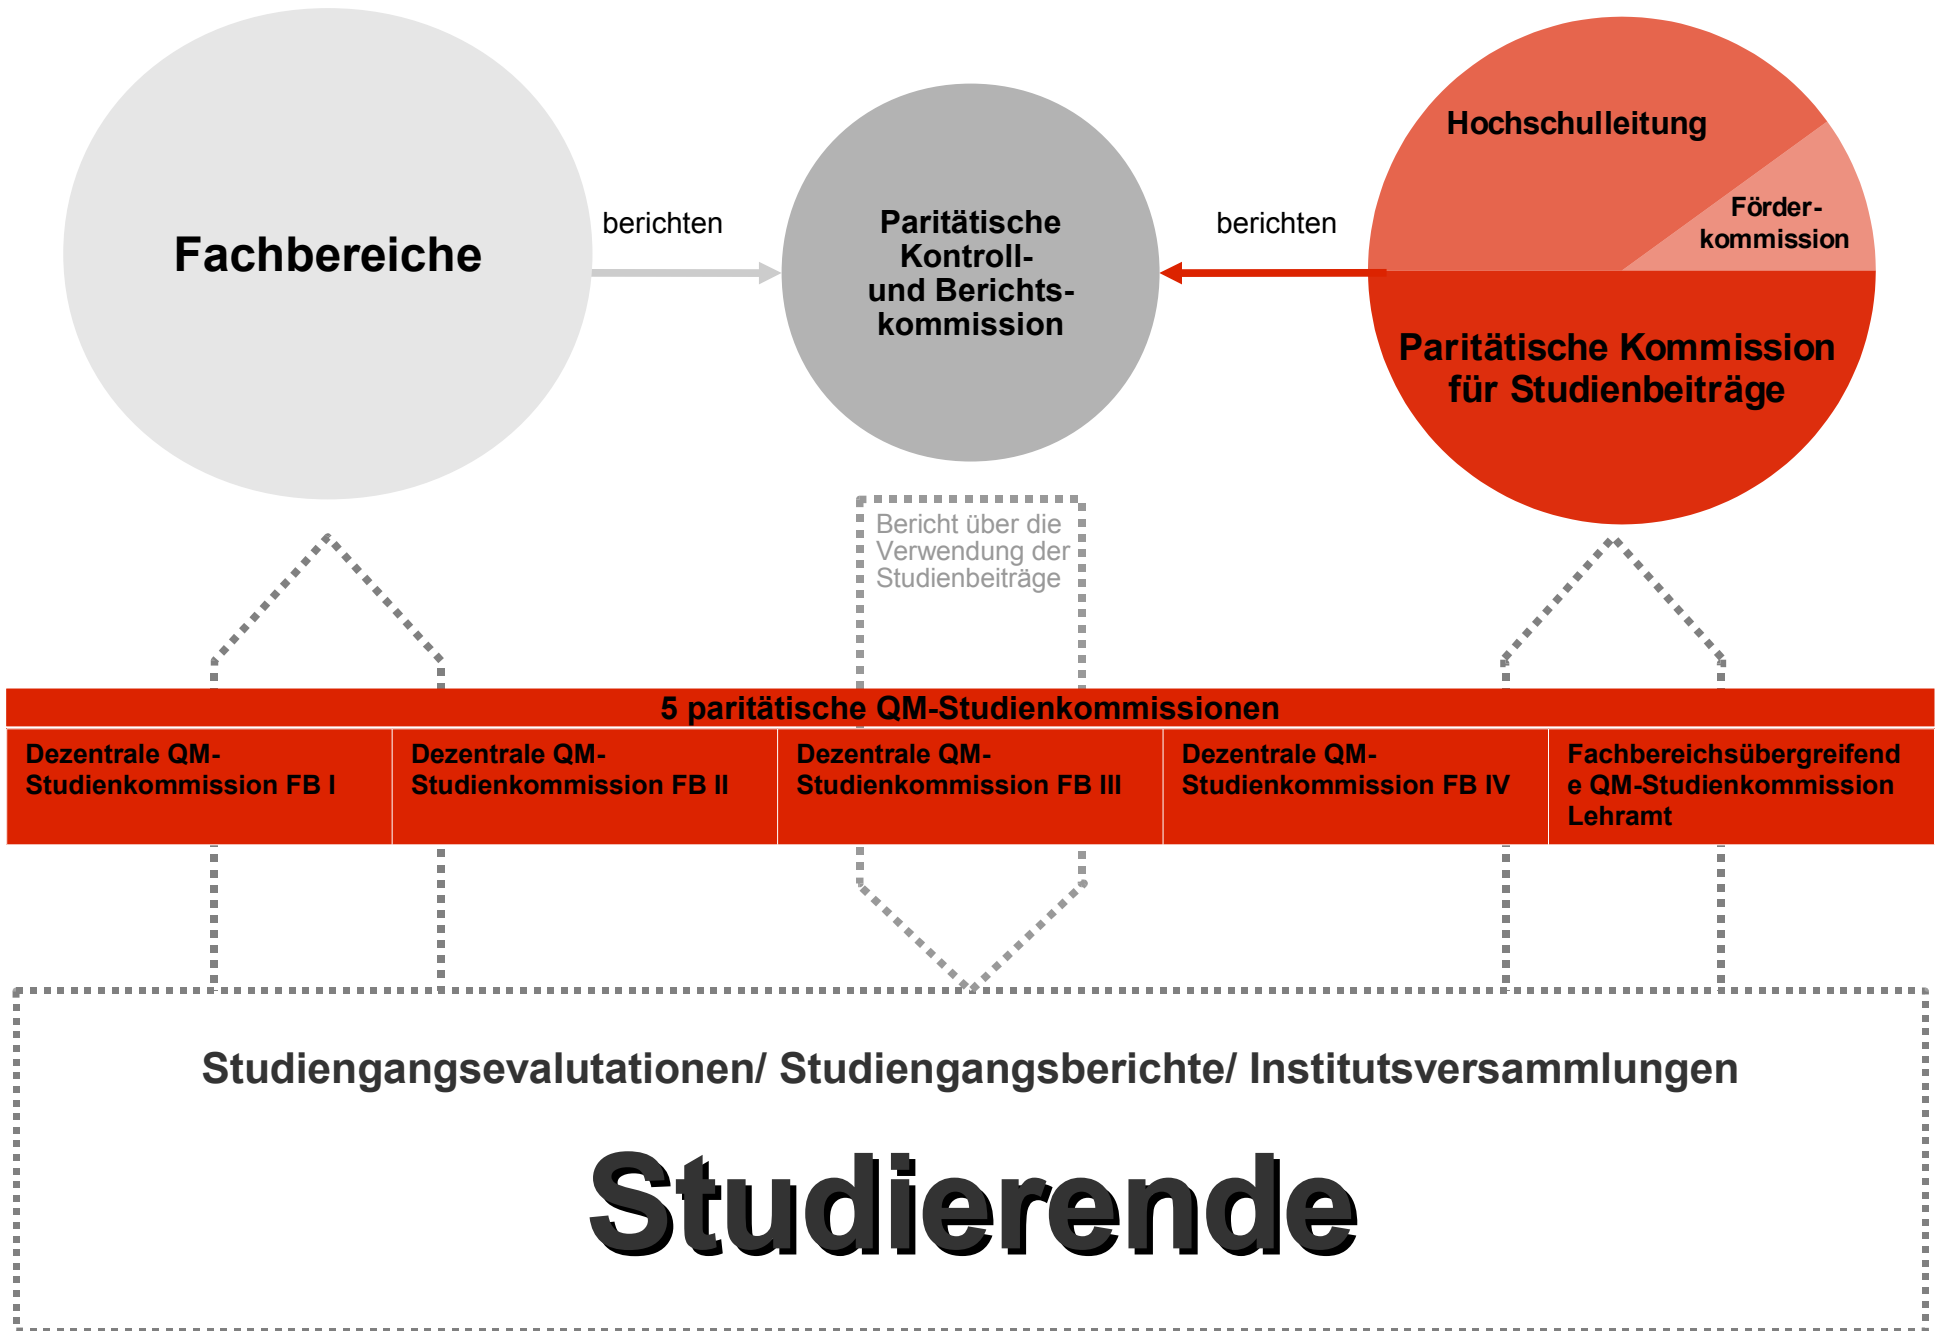 Fachbereiche
berichten
Paritätische
Kontroll-
und Berichts-
kommission
berichten
Hochschulleitung
Förder-
kommission
Paritätische Kommission
für Studienbeiträge
Bericht über die
Verwendung der
Studienbeiträge
5 paritätische QM-Studienkommissionen
Dezentrale QM-
Studienkommission FB I
Dezentrale QM-
Studienkommission FB II
Dezentrale QM-
Studienkommission FB III
Dezentrale QM-
Studienkommission FB IV
Fachbereichsübergreifend
e QM-Studienkommission
Lehramt
Studiengangsevalutationen/ Studiengangsberichte/ Institutsversammlungen
Studierende